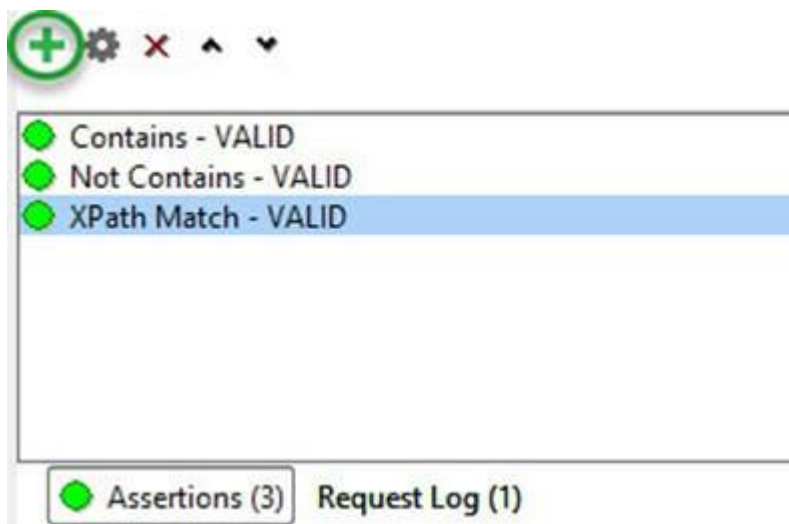 Contains - VALID
Not Contains - VALID
XPath Match - VALID
Assertions (3) Request Log (1)